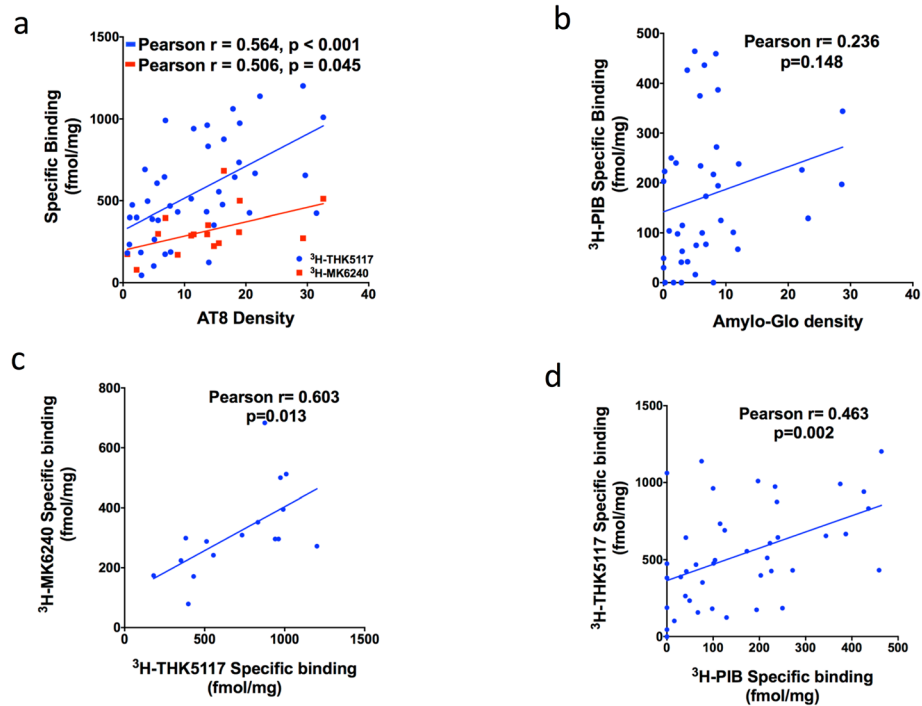 a
Pearson r = 0.564, p < 0.001
Pearson r = 0.506, p = 0.045
1500
1000
500
0
0 10 20 30 40
Specific Binding
(fmol/mg)
³H-THK5117
³H-MK6240
AT8 Density
b
Pearson r= 0.236
p=0.148
500
400
300
200
100
0
0 10 20 30 40
³H-PIB Specific Binding
(fmol/mg)
Amylo-Glo density
c
Pearson r= 0.603
p=0.013
800
600
400
200
0
0 500 1000 1500
³H-MK6240 Specific binding
(fmol/mg)
³H-THK5117 Specific binding
(fmol/mg)
d
Pearson r= 0.463
p=0.002
1500
1000
500
0
0 100 200 300 400 500
³H-THK5117 Specific binding
(fmol/mg)
³H-PIB Specific binding
(fmol/mg)